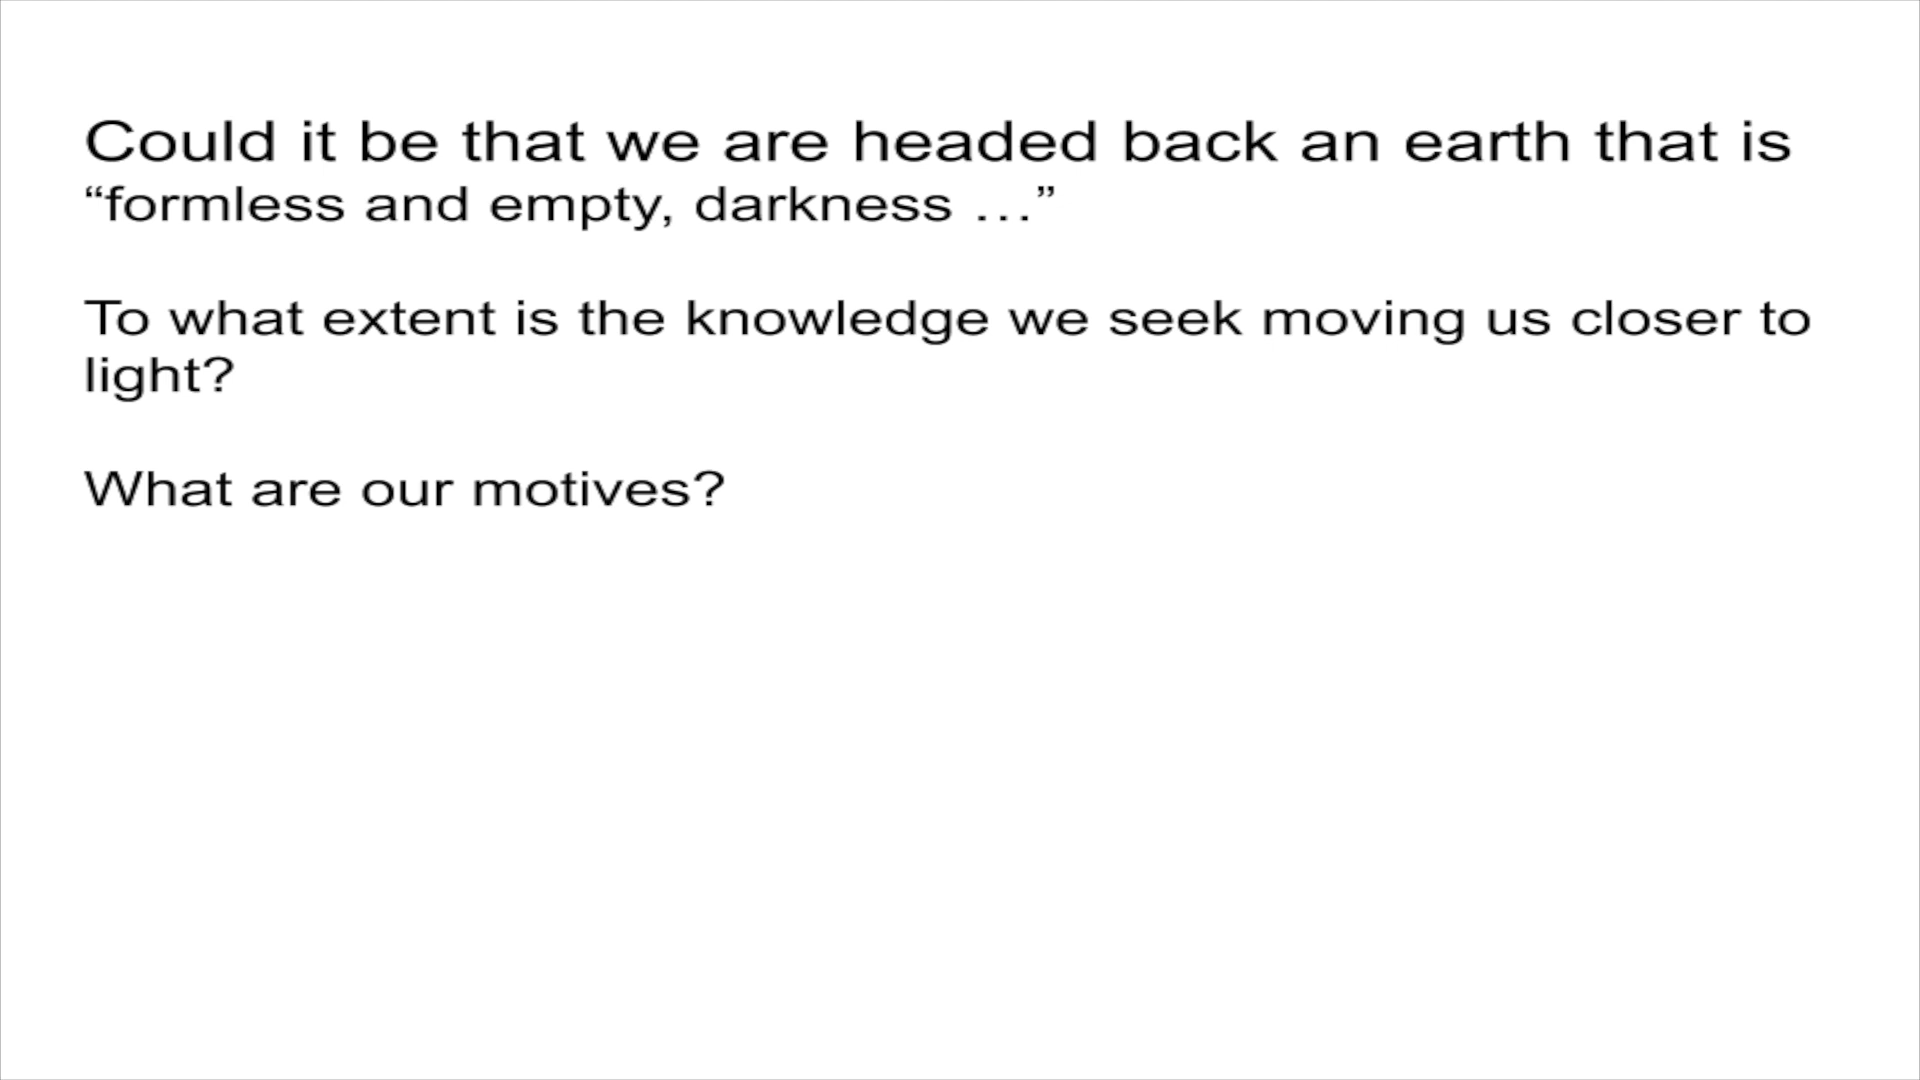 Could it be that we are headed back an earth that is
“formless and empty, darkness …”
To what extent is the knowledge we seek moving us closer to
light?
What are our motives?